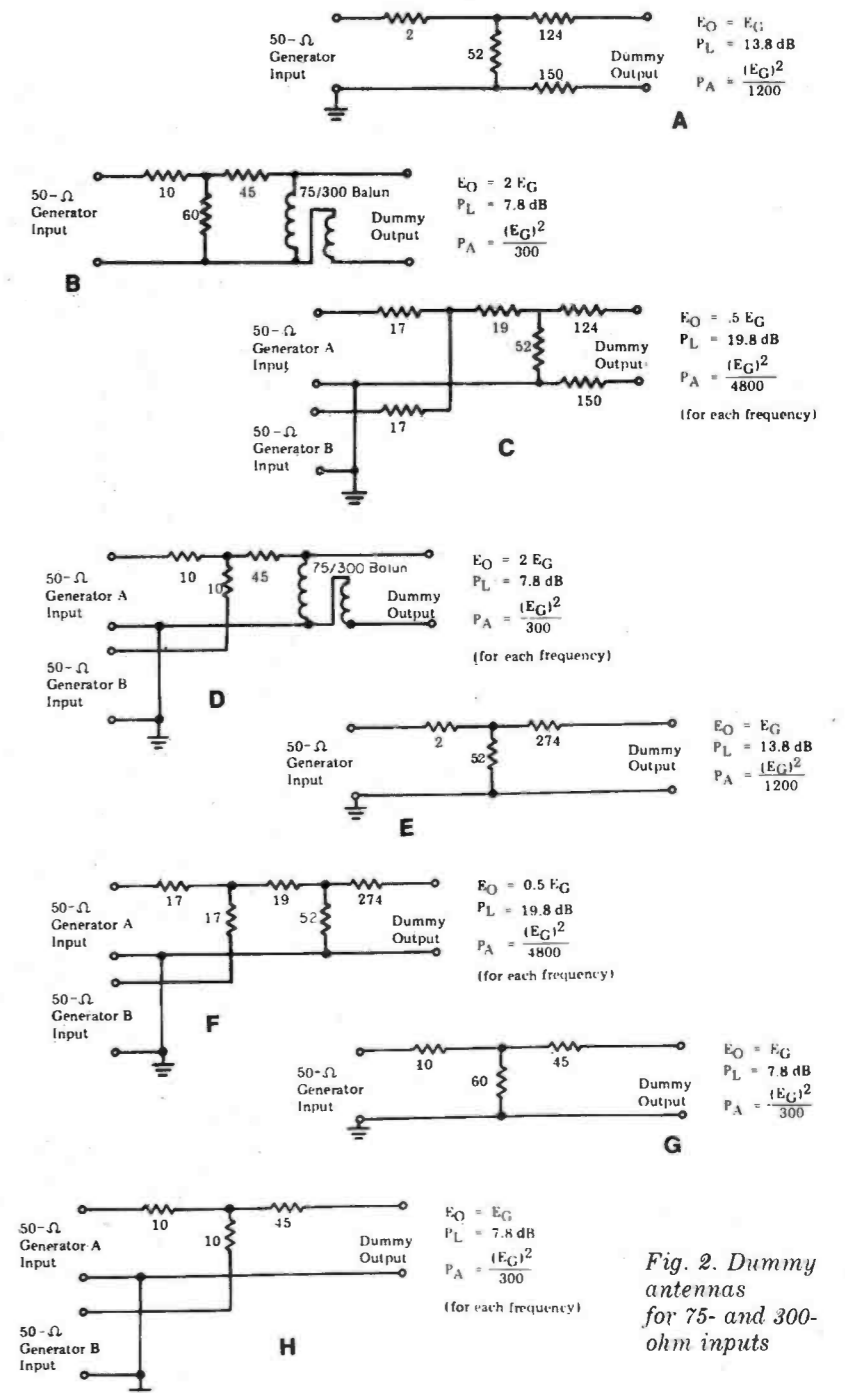 50-Ω
Generator
Input
2
52
124
150
Dummy
Output
E_O = E_G
P_L = 13.8 dB
P_A = (E_G)²
1200
A
50-Ω
Generator
Input
10
60
45
75/300 Balun
Dummy
Output
E_O = 2 E_G
P_L = 7.8 dB
P_A = (E_G)²
300
B
50-Ω
Generator A
Input
17
19
52
124
150
Dummy
Output
50-Ω
Generator B
Input
17
E_O = .5 E_G
P_L = 19.8 dB
P_A = (E_G)²
4800
(for each frequency)
C
50-Ω
Generator A
Input
10
10
45
75/300 Balun
Dummy
Output
50-Ω
Generator B
Input
E_O = 2 E_G
P_L = 7.8 dB
P_A = (E_G)²
300
(for each frequency)
D
50-Ω
Generator
Input
2
52
274
Dummy
Output
E_O = E_G
P_L = 13.8 dB
P_A = (E_G)²
1200
E
50-Ω
Generator A
Input
17
17
19
52
274
Dummy
Output
50-Ω
Generator B
Input
E_O = 0.5 E_G
P_L = 19.8 dB
P_A = (E_G)²
4800
(for each frequency)
F
50-Ω
Generator
Input
10
60
45
Dummy
Output
E_O = E_G
P_L = 7.8 dB
P_A = (E_G)²
300
G
50-Ω
Generator A
Input
10
10
45
Dummy
Output
50-Ω
Generator B
Input
E_O = E_G
P_L = 7.8 dB
P_A = (E_G)²
300
(for each frequency)
H
Fig. 2. Dummy
antennas
for 75- and 300-
ohm inputs